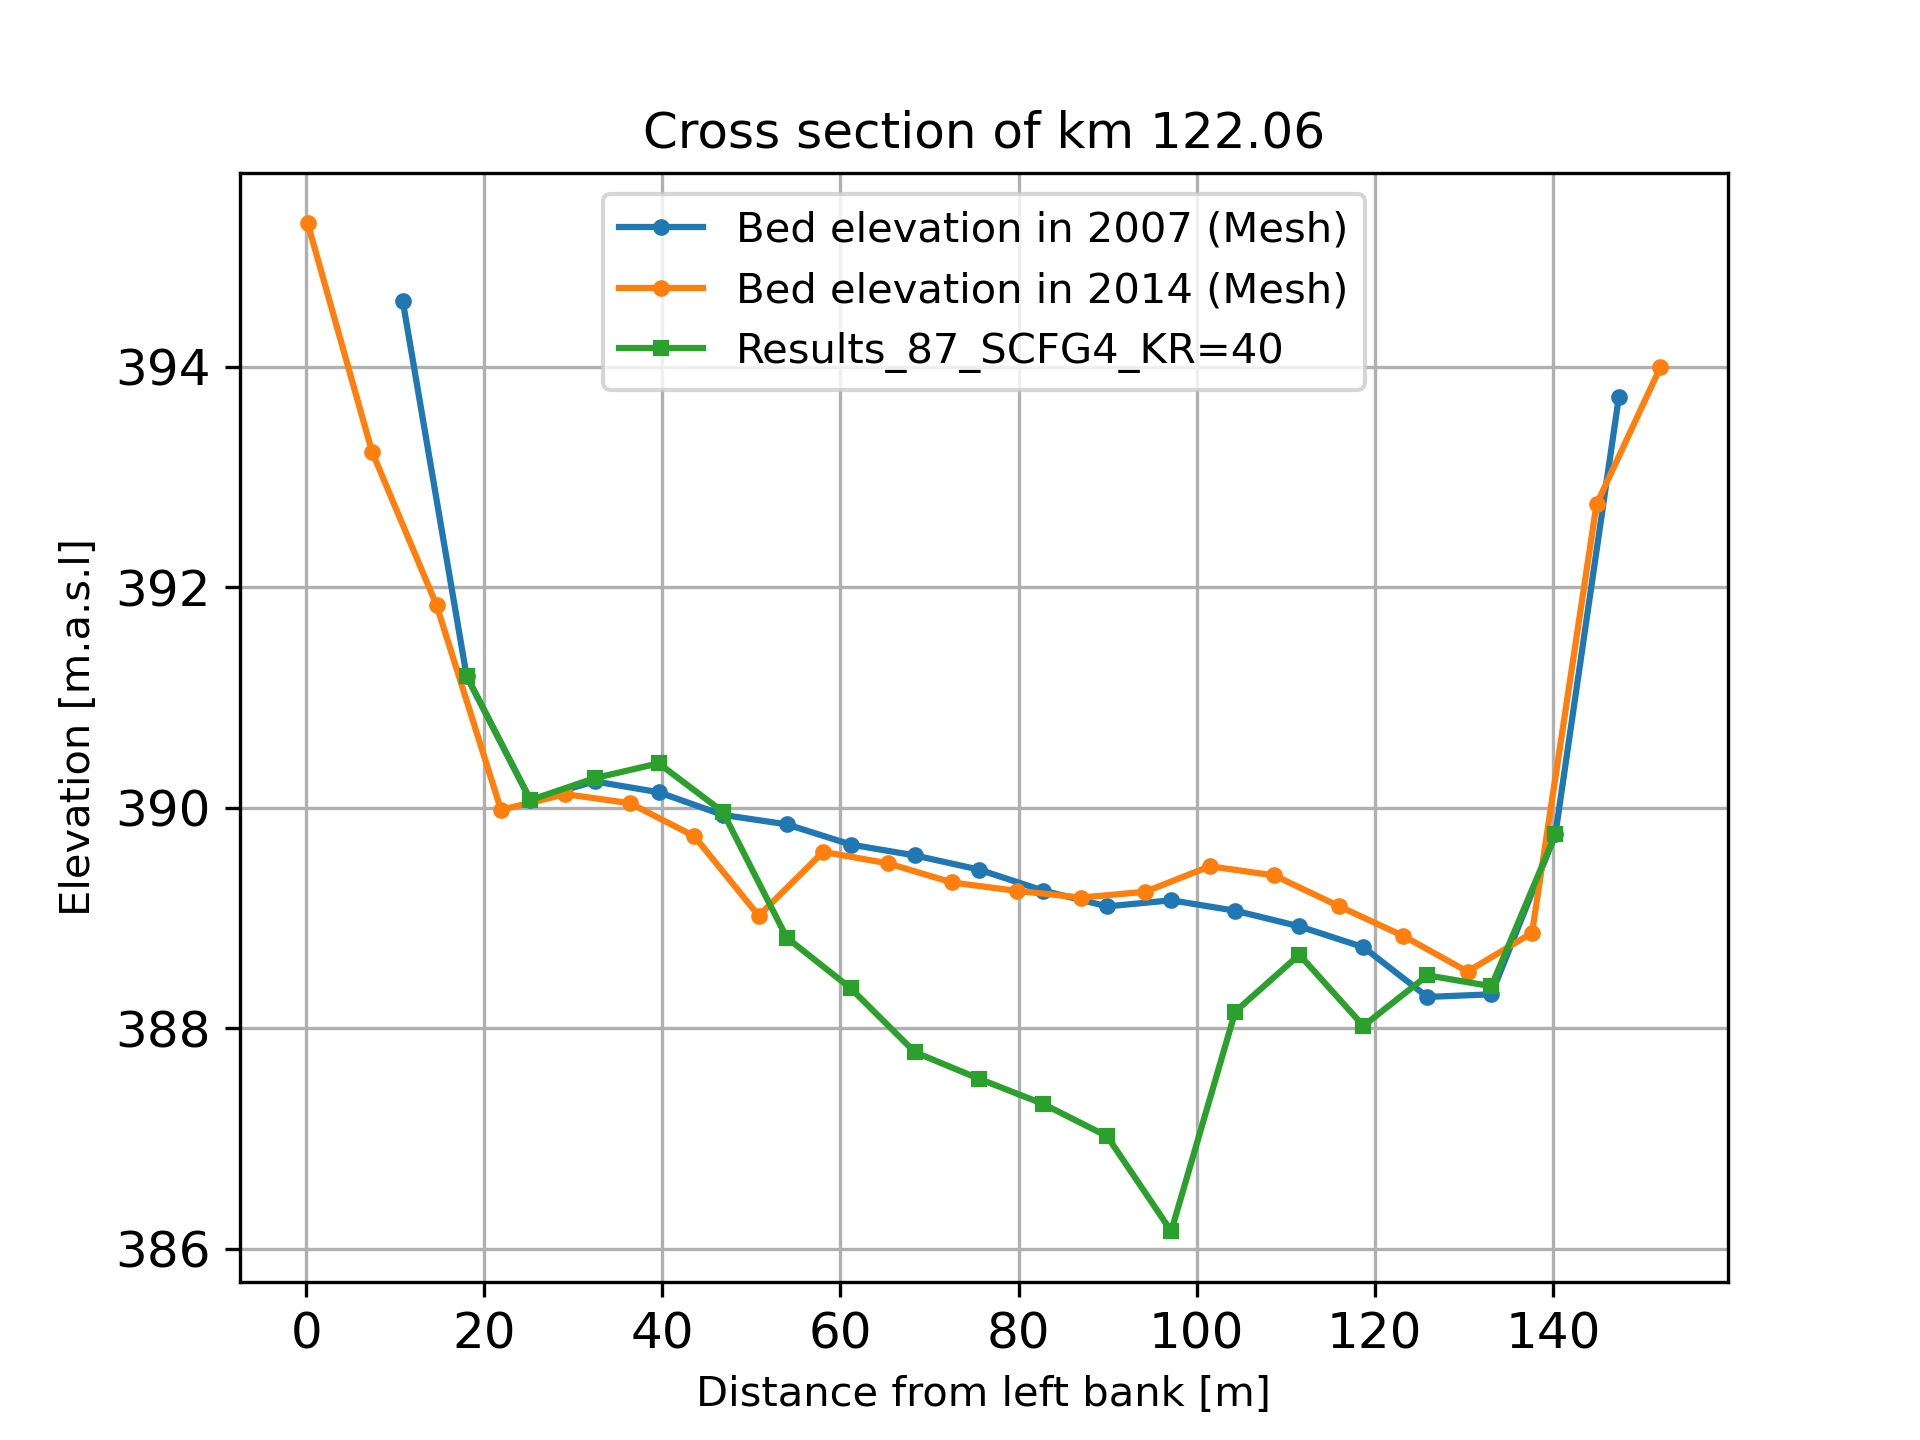 Cross section of km 122.06
Bed elevation in 2007 (Mesh)
Bed elevation in 2014 (Mesh)
Results_87_SCFG4_KR=40
394
392
390
388
386
Elevation [m.a.s.l]
0 20 40 60 80 100 120 140
Distance from left bank [m]